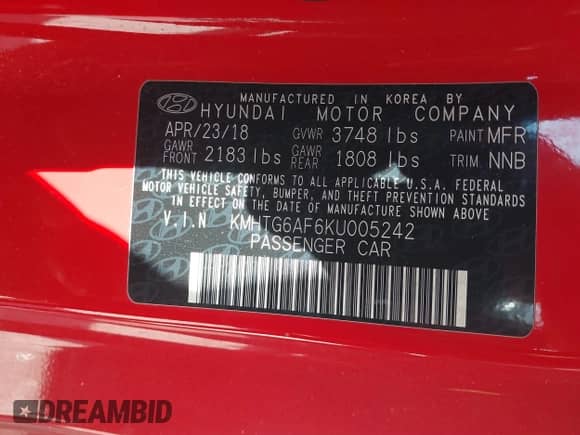 MANUFACTURED IN KOREA BY
HYUNDAI MOTOR COMPANY
APR/23/18 GVWR 3748 lbs PAINT MFR
GAWR FRONT 2183 lbs GAWR REAR 1808 lbs TRIM NNB
THIS VEHICLE CONFORMS TO ALL APPLICABLE U.S.A. FEDERAL
MOTOR VEHICLE SAFETY, BUMPER, AND THEFT PREVENTION STANDARDS
IN EFFECT ON THE DATE OF MANUFACTURE SHOWN ABOVE
V.I.N KMHTG6AF6KU005242
PASSENGER CAR
DREAMBID